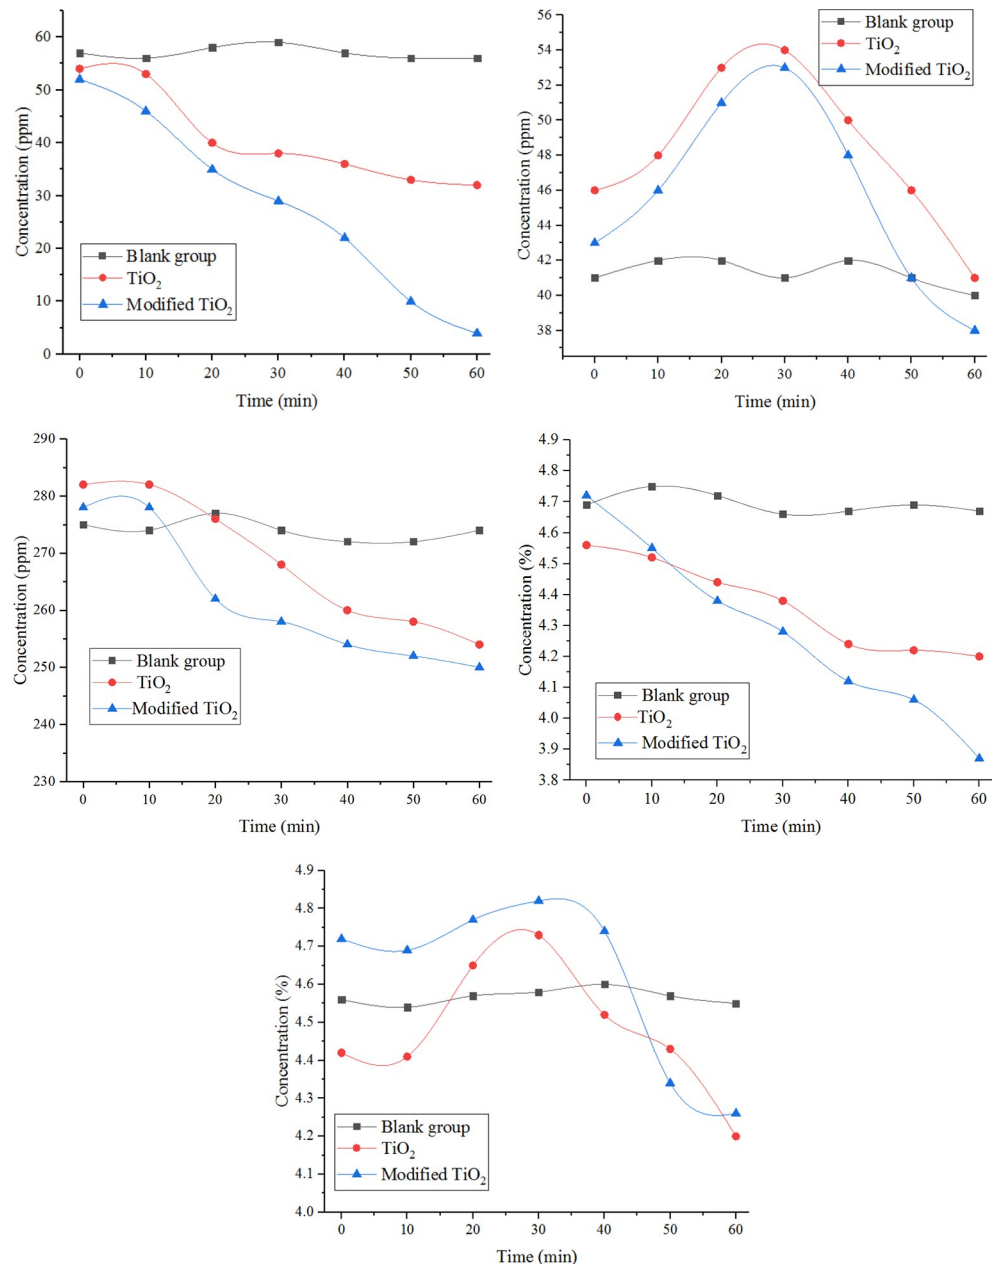 60
50
40
30
20
10
0
Concentration (ppm)
Blank group
TiO2
Modified TiO2
0 10 20 30 40 50 60
Time (min)
56
54
52
50
48
46
44
42
40
38
Concentration (ppm)
Blank group
TiO2
Modified TiO2
0 10 20 30 40 50 60
Time (min)
290
280
270
260
250
240
230
Concentration (ppm)
Blank group
TiO2
Modified TiO2
0 10 20 30 40 50 60
Time (min)
4.9
4.8
4.7
4.6
4.5
4.4
4.3
4.2
4.1
4.0
3.9
3.8
Concentration (%)
Blank group
TiO2
Modified TiO2
0 10 20 30 40 50 60
Time (min)
4.9
4.8
4.7
4.6
4.5
4.4
4.3
4.2
4.1
4.0
Concentration (%)
Blank group
TiO2
Modified TiO2
0 10 20 30 40 50 60
Time (min)